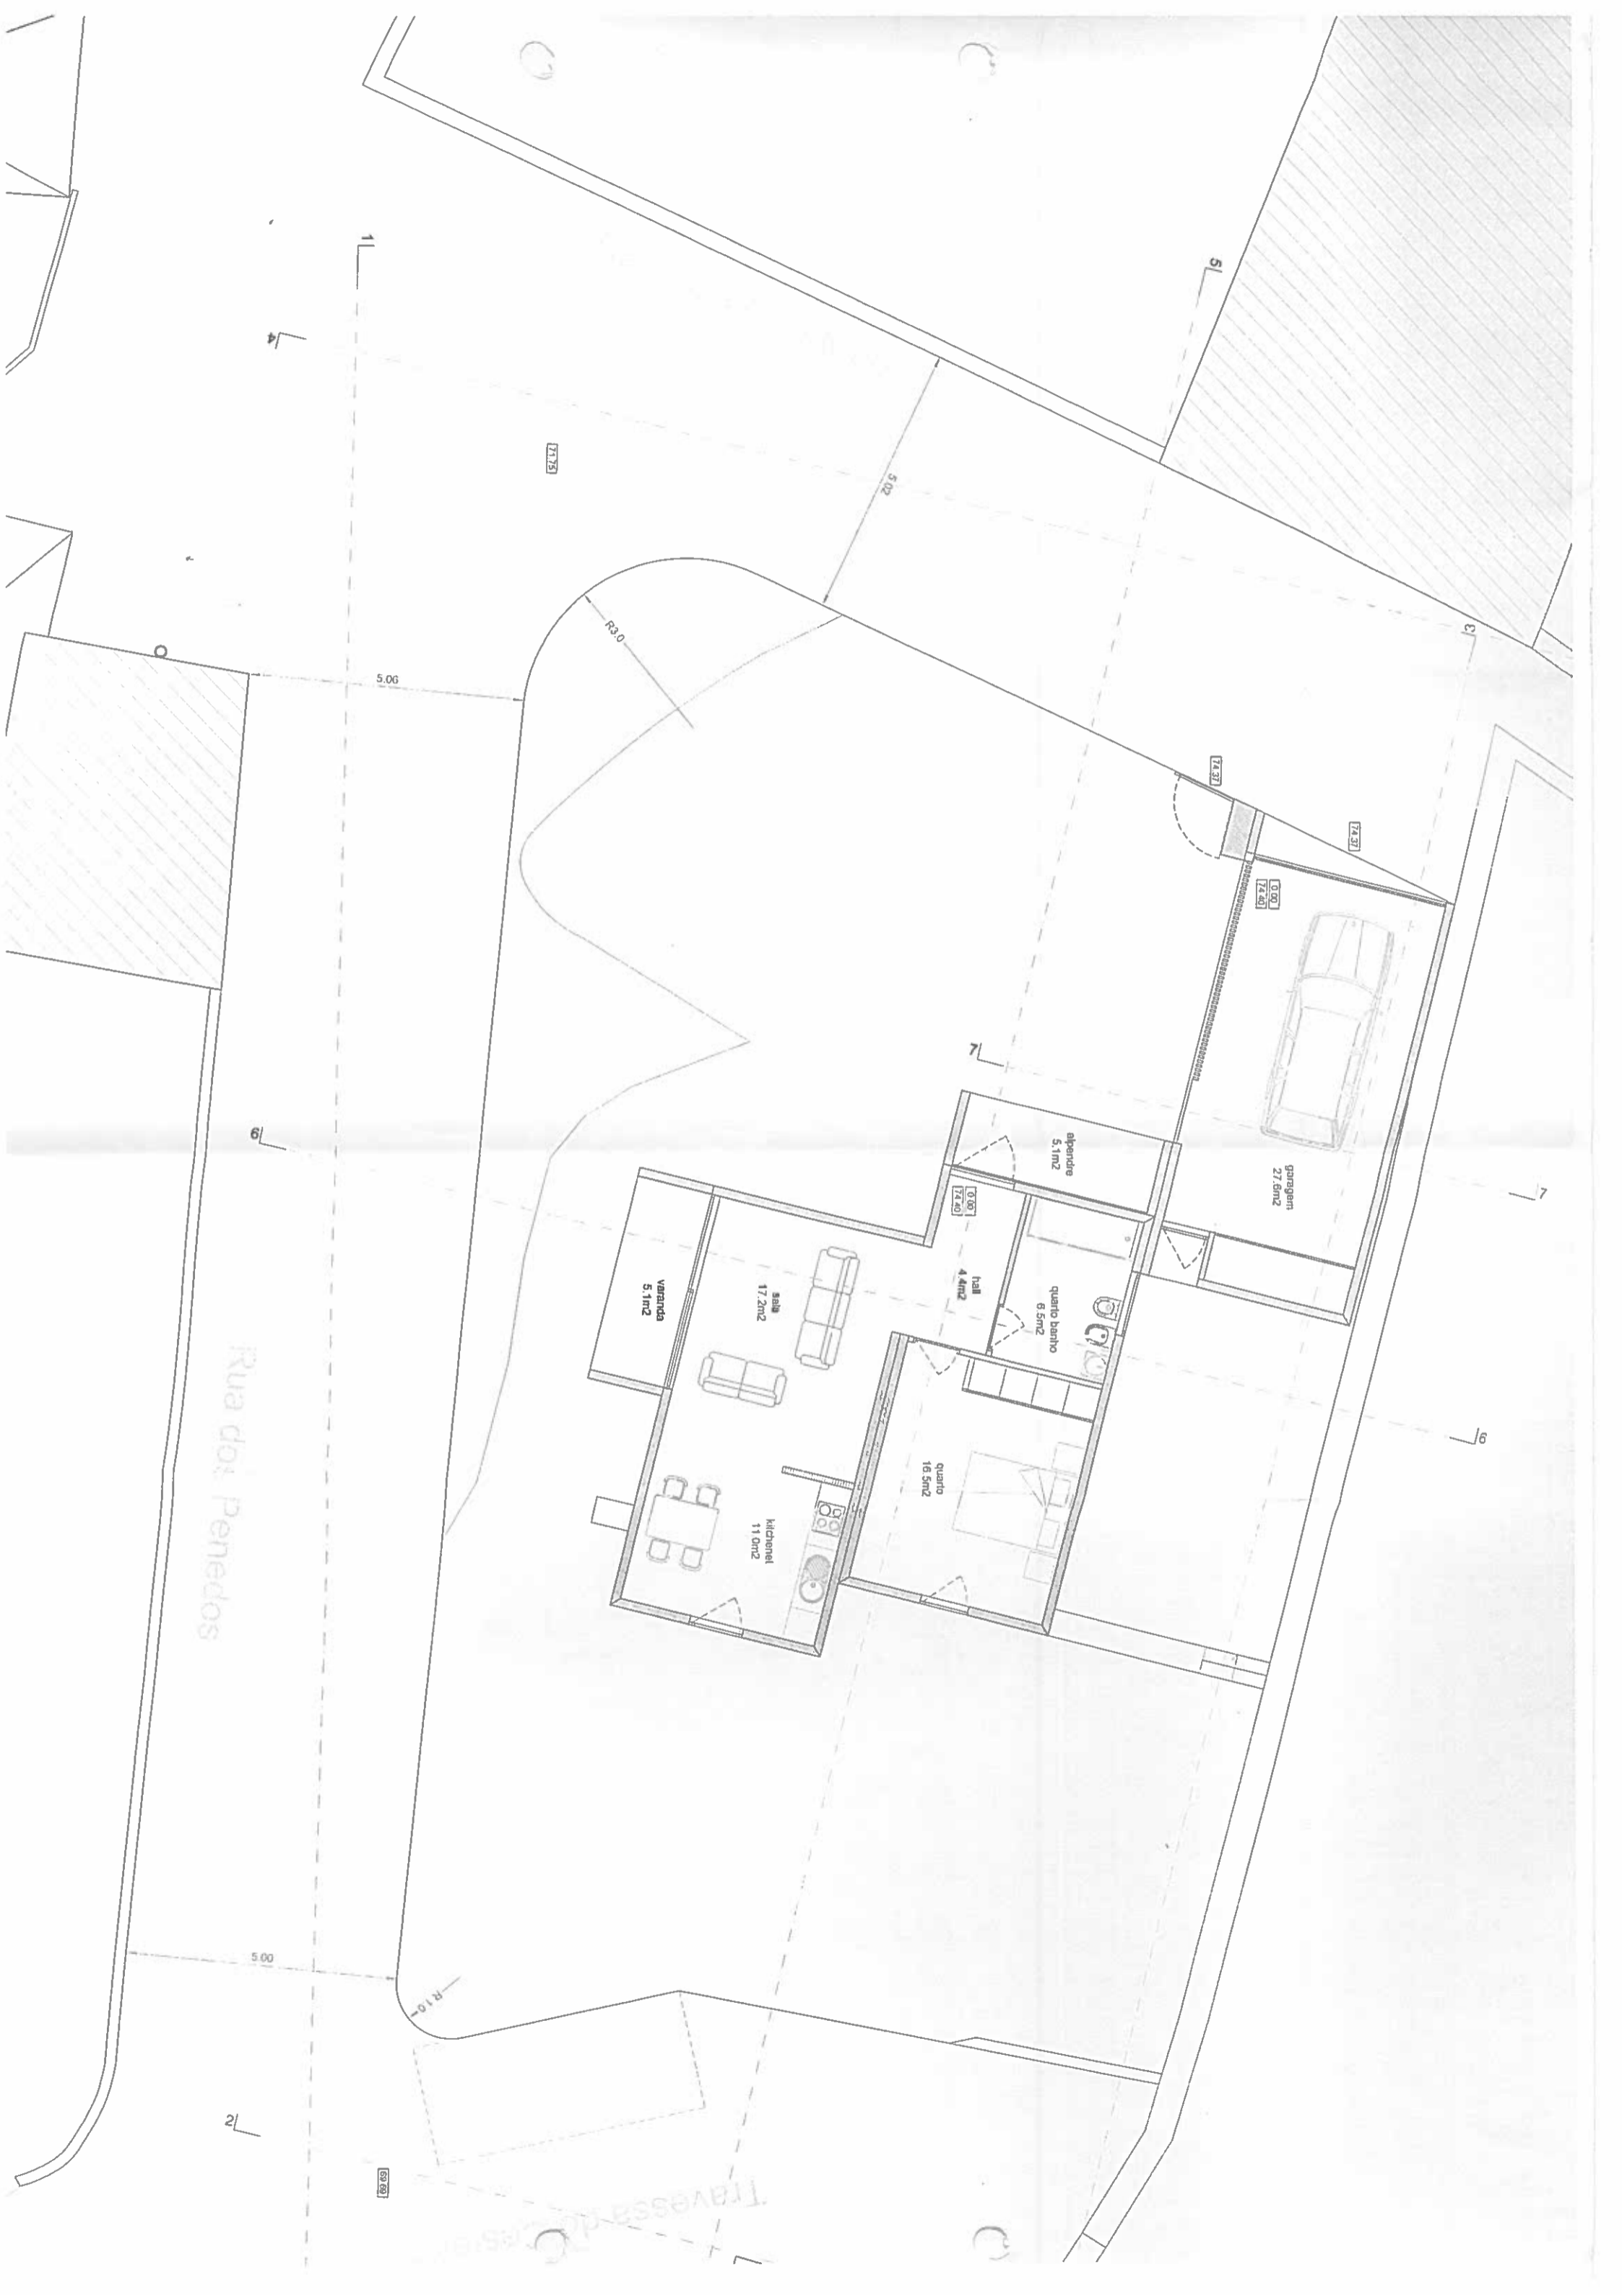 1
5
4
71.75
5.02
3
R3.0
5.06
74.37
74.37
0.00
74.40
7
garagem
27.6m2
7
alpendre
5.1m2
0.00
74.40
hall
4.4m2
quarto banho
6.5m2
6
sala
17.2m2
varanda
5.1m2
6
quarto
16.5m2
kitchenet
11.0m2
Rua dos Penedos
5.00
R1.0
2
69.69
Travessa do